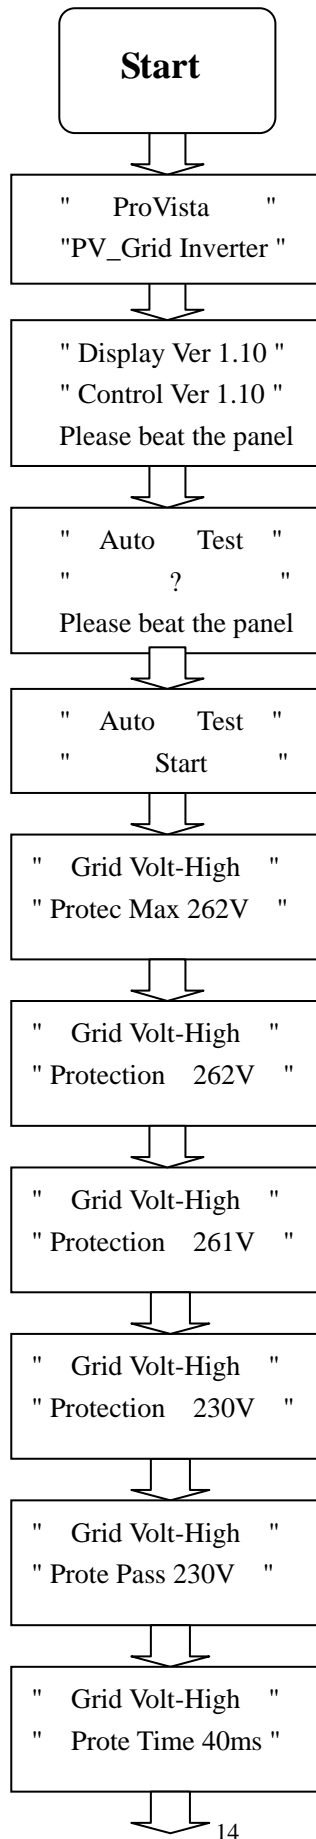 Start
" ProVista "
"PV_Grid Inverter "
" Display Ver 1.10 "
" Control Ver 1.10 "
Please beat the panel
" Auto Test "
" ? "
Please beat the panel
" Auto Test "
" Start "
" Grid Volt-High "
" Protec Max 262V "
" Grid Volt-High "
" Protection 262V "
" Grid Volt-High "
" Protection 261V "
" Grid Volt-High "
" Protection 230V "
" Grid Volt-High "
" Prote Pass 230V "
" Grid Volt-High "
" Prote Time 40ms "
14